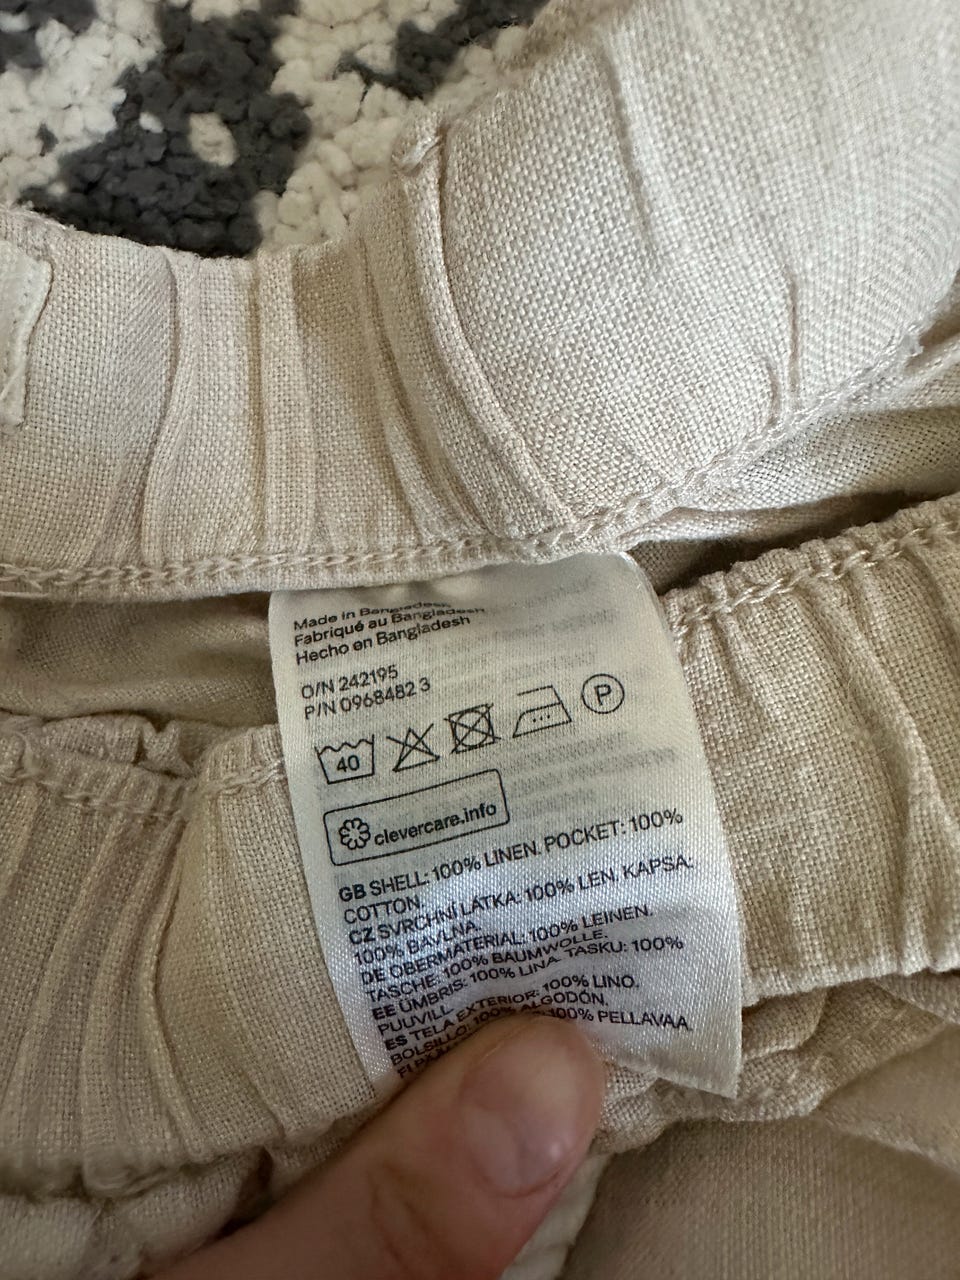 Made in Bangladesh
Fabriqué au Bangladesh
Hecho en Bangladesh
O/N 242195
P/N 0968482 3
40
P
clevercare.info
GB SHELL: 100% LINEN. POCKET: 100%
COTTON.
CZ SVRCHNÍ LÁTKA: 100% LEN. KAPSA:
100% BAVLNA.
DE OBERMATERIAL: 100% LEINEN.
TASCHE: 100% BAUMWOLLE.
EE ÜMBRIS: 100% LINA. TASKU: 100%
PUUVILL.
ES TELA EXTERIOR: 100% LINO.
BOLSILLO: 100% ALGODÓN.
FI 100% PELLAVAA.